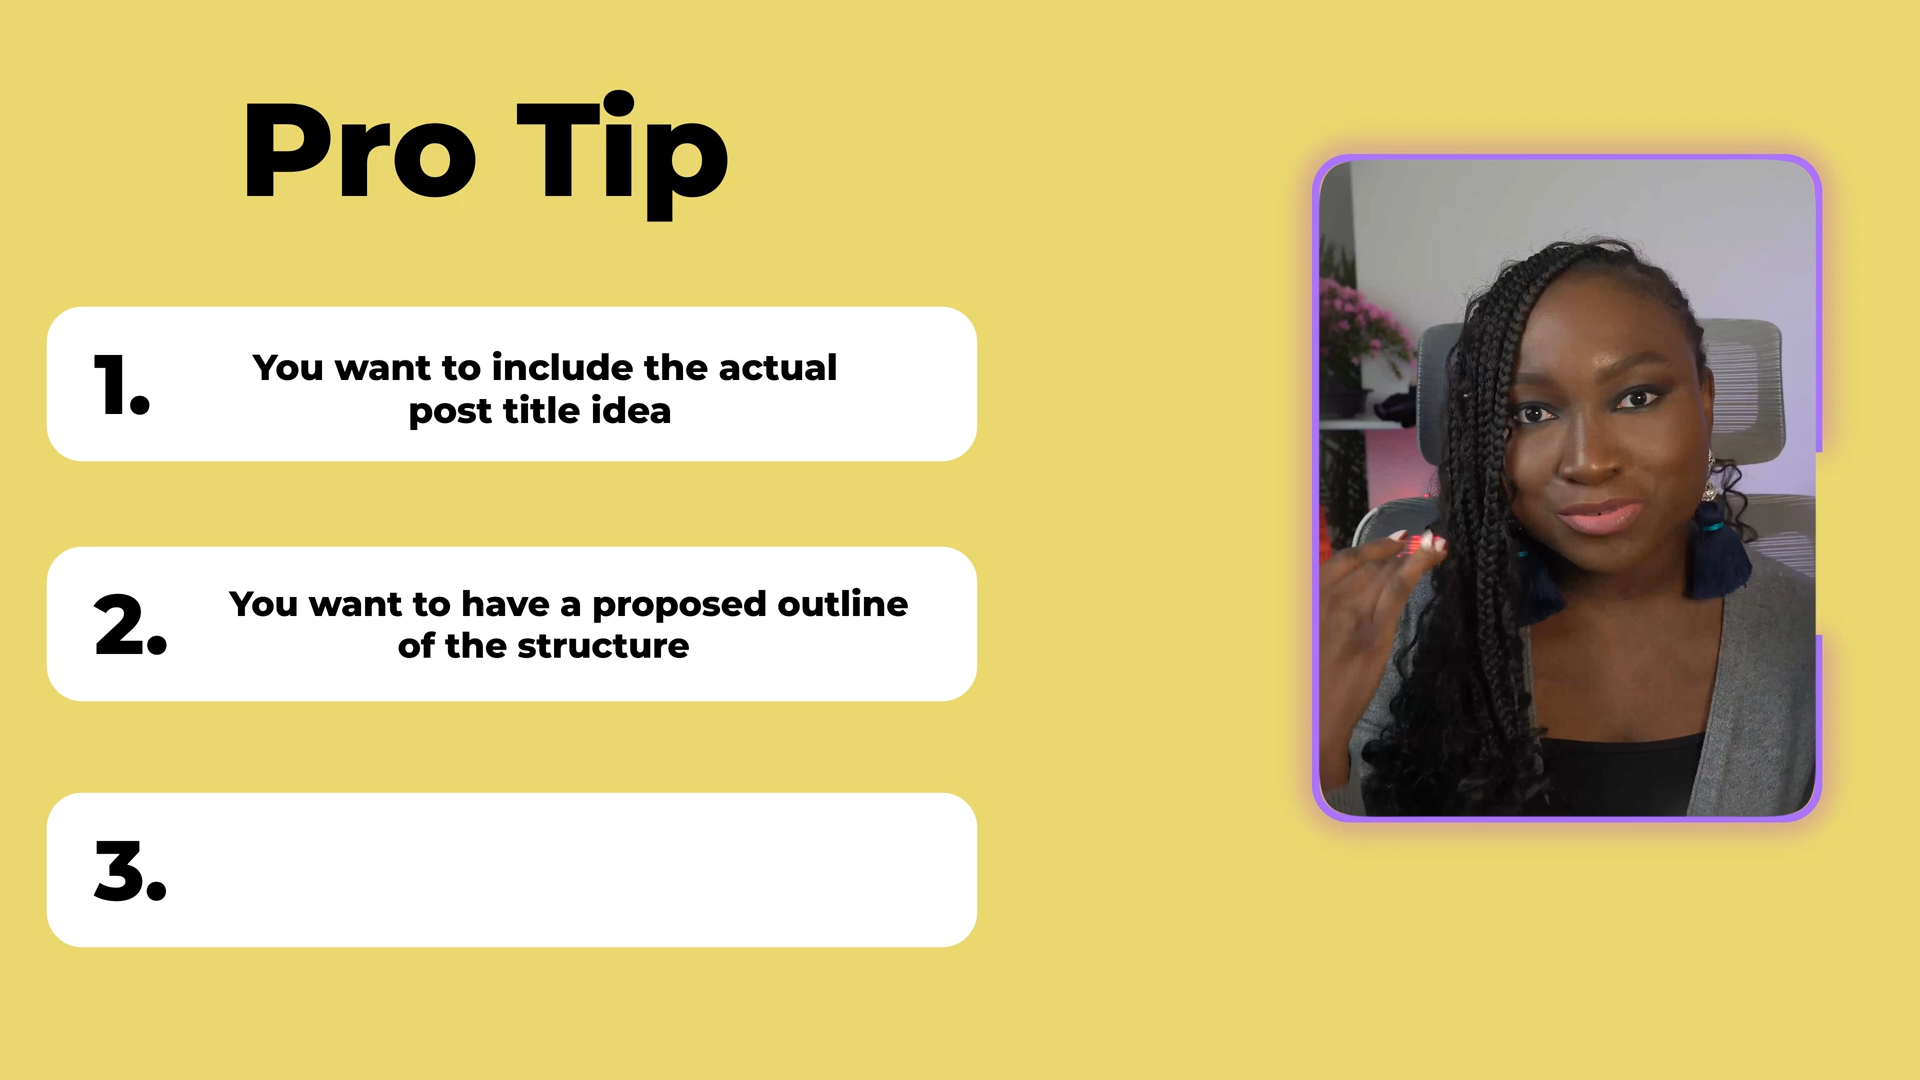 Pro Tip
1.
You want to include the actual
post title idea
2.
You want to have a proposed outline
of the structure
3.